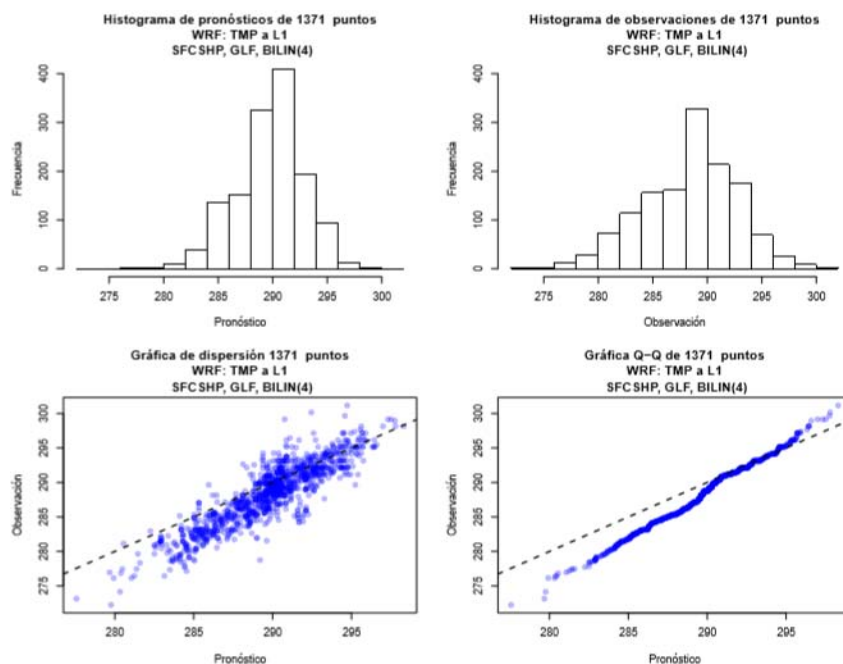 Histograma de pronósticos de 1371 puntos
WRF: TMP a L1
SFCSHP, GLF, BILIN(4)
Frecuencia
400
300
200
100
0
275 280 285 290 295 300
Pronóstico
Histograma de observaciones de 1371 puntos
WRF: TMP a L1
SFCSHP, GLF, BILIN(4)
Frecuencia
400
300
200
100
0
275 280 285 290 295 300
Observación
Gráfica de dispersión 1371 puntos
WRF: TMP a L1
SFCSHP, GLF, BILIN(4)
Observación
300
295
290
285
280
275
280 285 290 295
Pronóstico
Gráfica Q-Q de 1371 puntos
WRF: TMP a L1
SFCSHP, GLF, BILIN(4)
Observación
300
295
290
285
280
275
280 285 290 295
Pronóstico